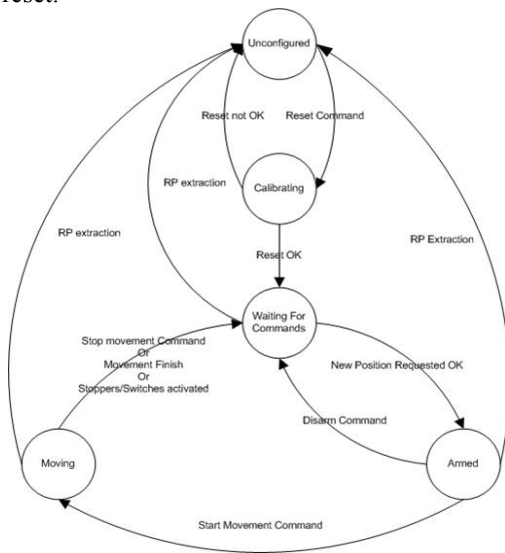 reset.
Unconfigured
Reset not OK
Reset Command
Calibrating
RP extraction
RP extraction
RP Extraction
Reset OK
Waiting For
Commands
Stop movement Command
Or
Movement Finish
Or
Stoppers/Switches activated
New Position Requested OK
Disarm Command
Moving
Armed
Start Movement Command